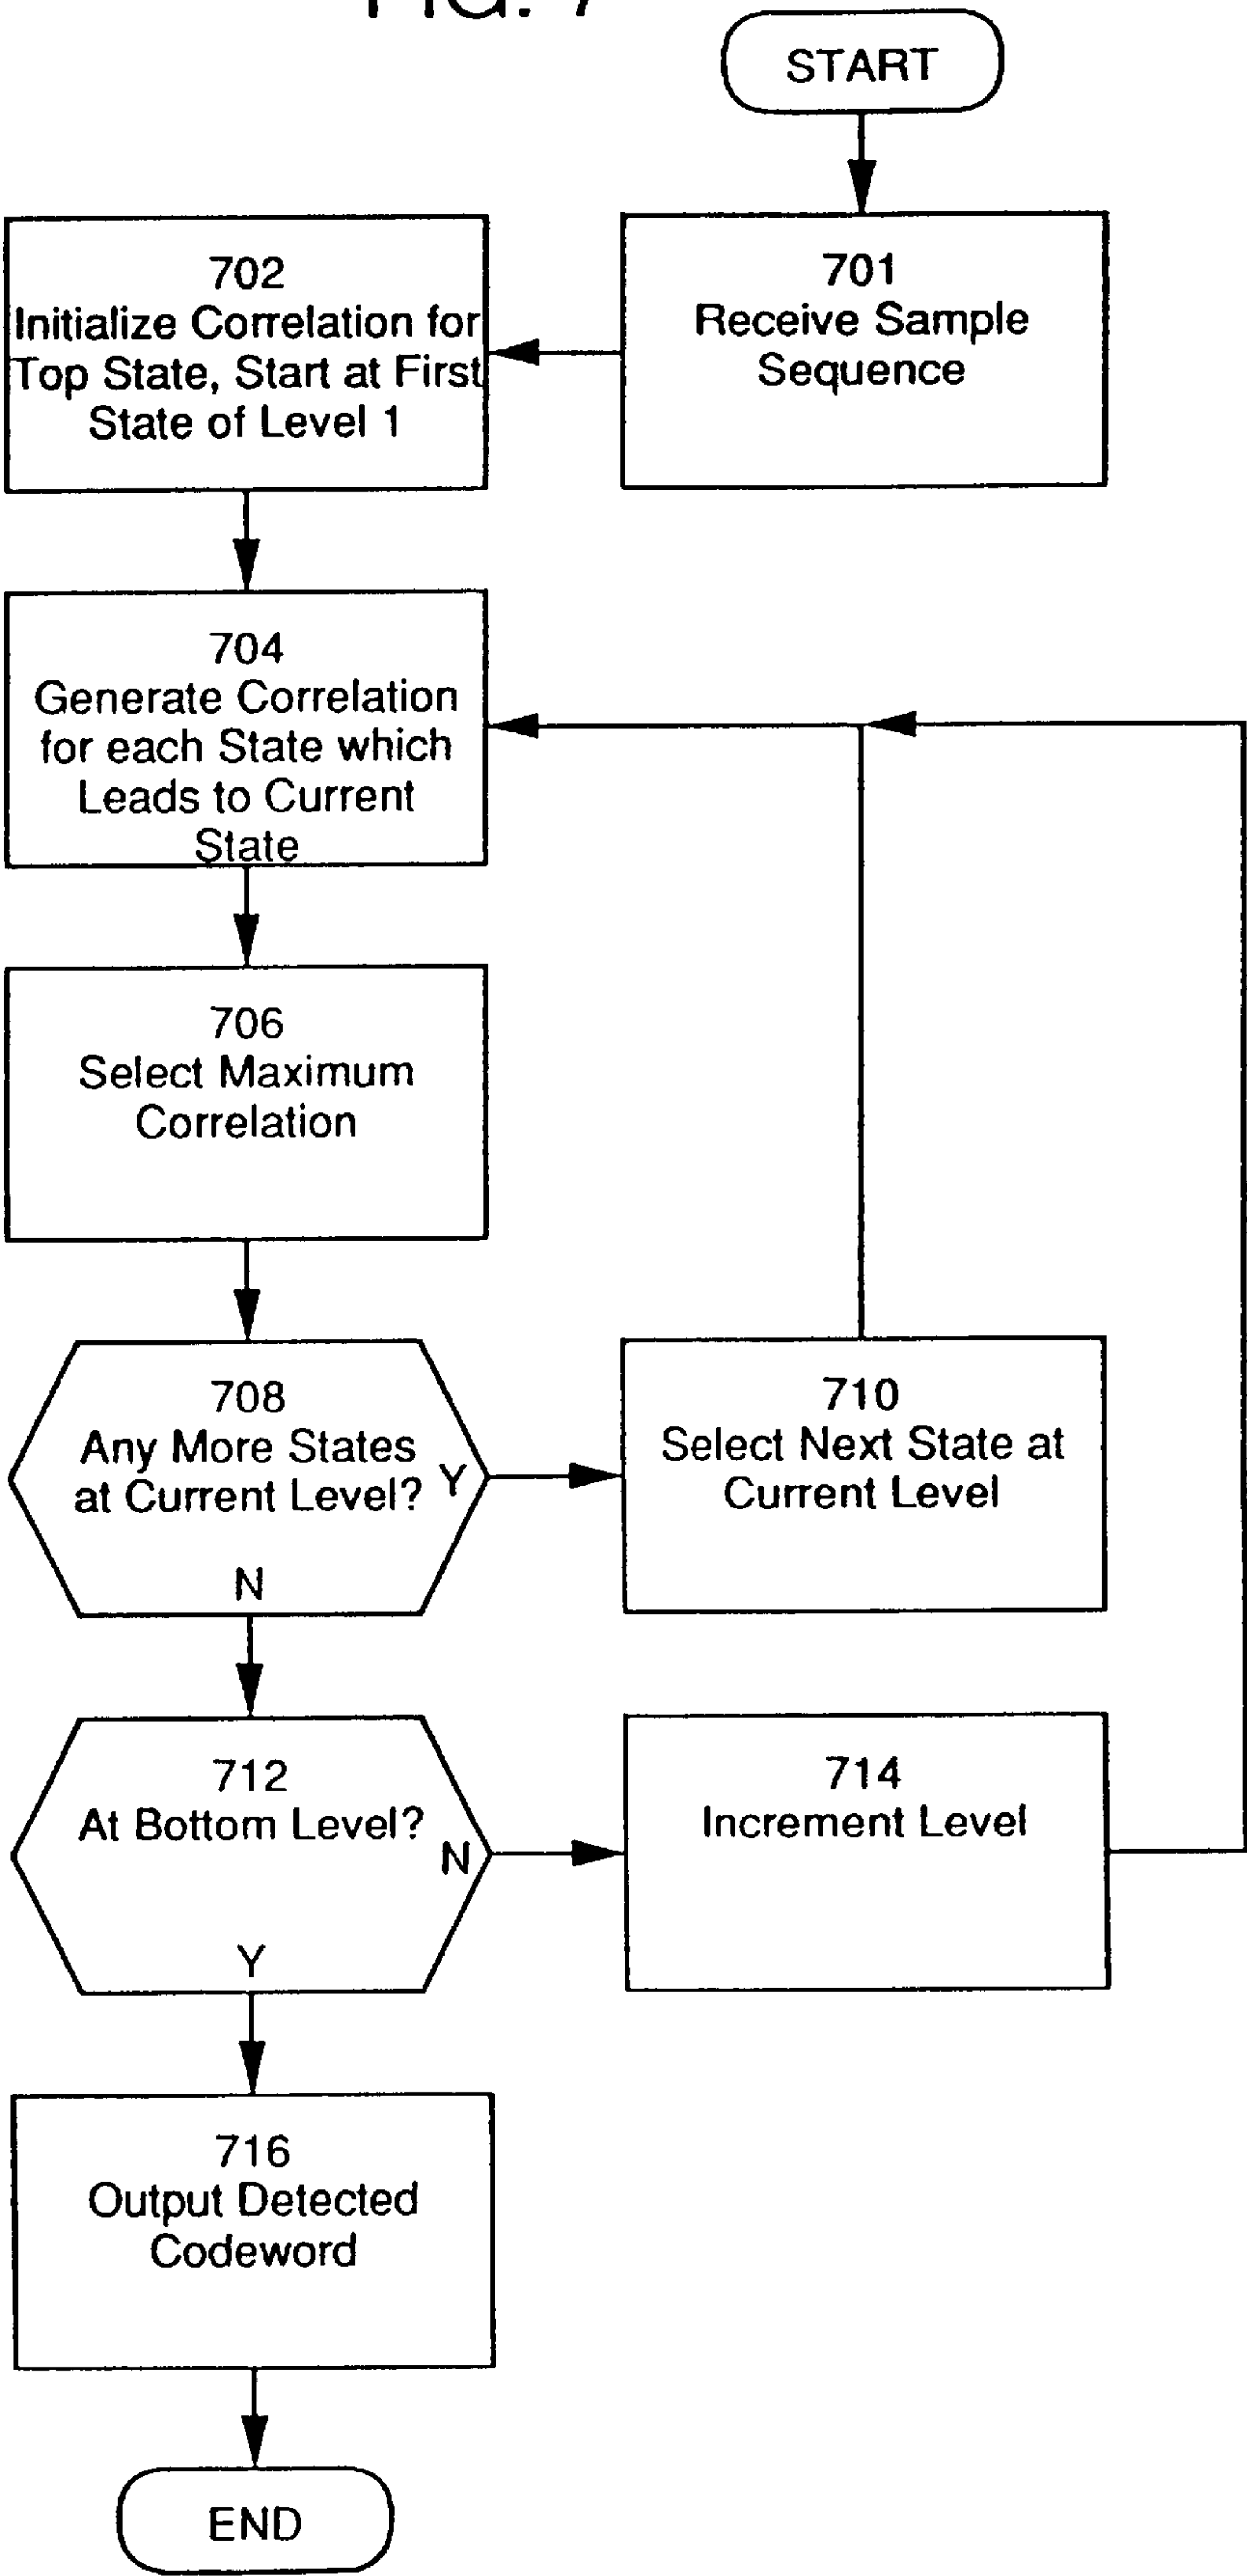 FIG. 7
START
701
Receive Sample
Sequence
702
Initialize Correlation for
Top State, Start at First
State of Level 1
704
Generate Correlation
for each State which
Leads to Current
State
706
Select Maximum
Correlation
708
Any More States
at Current Level?
Y
N
710
Select Next State at
Current Level
712
At Bottom Level?
N
Y
714
Increment Level
716
Output Detected
Codeword
END